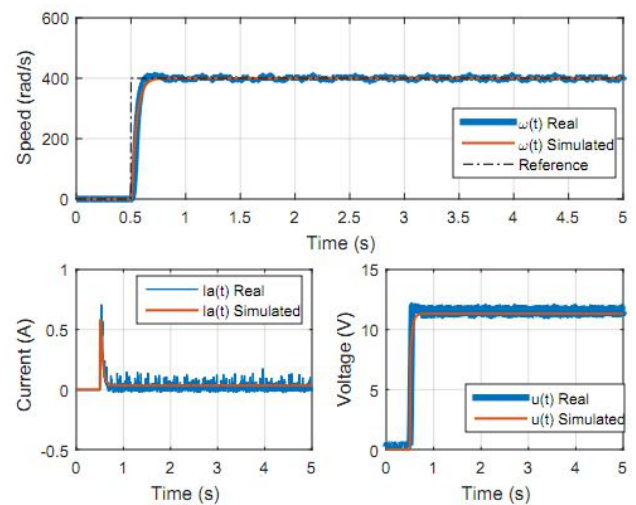 600
400
200
0
Speed (rad/s)
ω(t) Real
ω(t) Simulated
Reference
0 0.5 1 1.5 2 2.5 3 3.5 4 4.5 5
Time (s)
1
0.5
0
-0.5
Current (A)
Ia(t) Real
Ia(t) Simulated
0 1 2 3 4 5
Time (s)
15
10
5
0
Voltage (V)
u(t) Real
u(t) Simulated
0 1 2 3 4 5
Time (s)